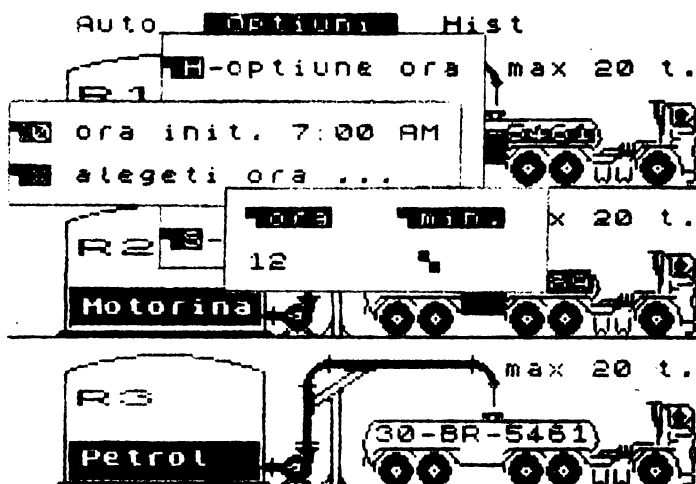 Auto Optiuni Hist
H-optiune ora
max 20 t.
R1
ora init. 7:00 AM
alegeti ora ...
ora min.
12
S-
x 20 t.
R2
Motorina
max 20 t.
R3
30-BR-5461
Petrol